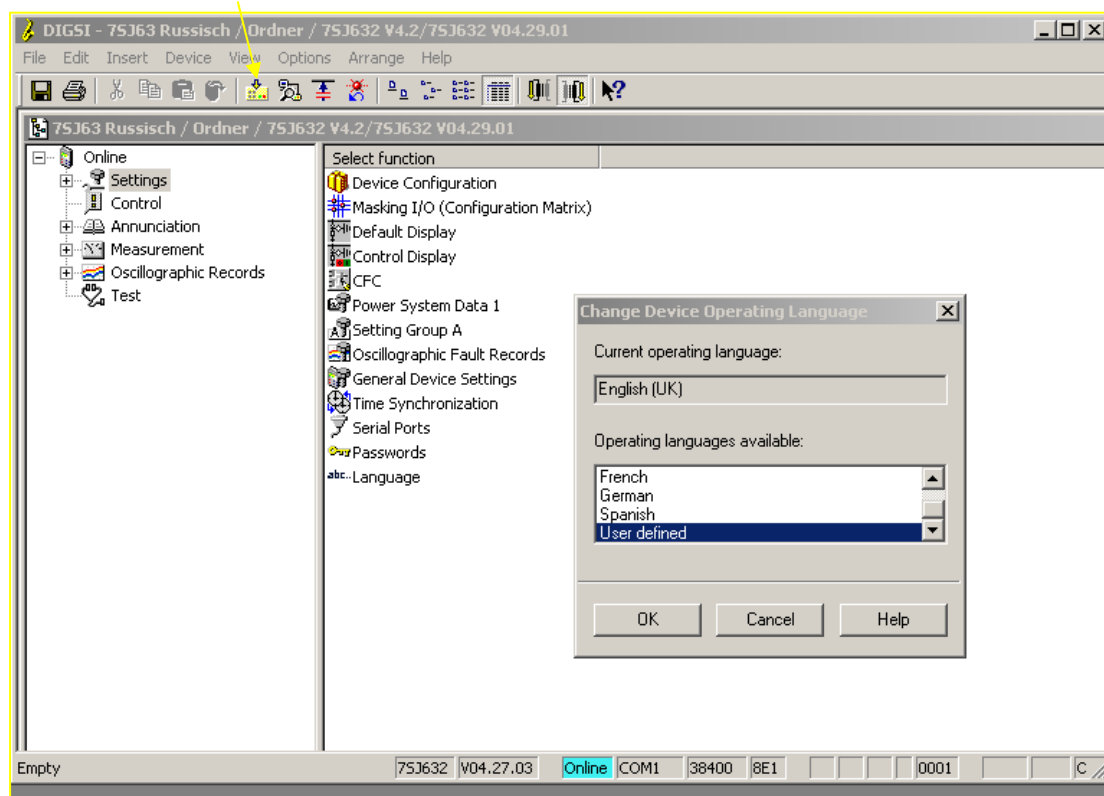 DIGSI - 7SJ63 Russisch / Ordner / 7SJ632 V4.2/7SJ632 V04.29.01
File Edit Insert Device View Options Arrange Help
7SJ63 Russisch / Ordner / 7SJ632 V4.2/7SJ632 V04.29.01
Online
Settings
Control
Annunciation
Measurement
Oscillographic Records
Test
Select function
Device Configuration
Masking I/O (Configuration Matrix)
Default Display
Control Display
CFC
Power System Data 1
Setting Group A
Oscillographic Fault Records
General Device Settings
Time Synchronization
Serial Ports
Passwords
abc.. Language
Change Device Operating Language
Current operating language:
English (UK)
Operating languages available:
French
German
Spanish
User defined
OK Cancel Help
Empty 7SJ632 V04.27.03 Online COM1 38400 8E1 0001 C